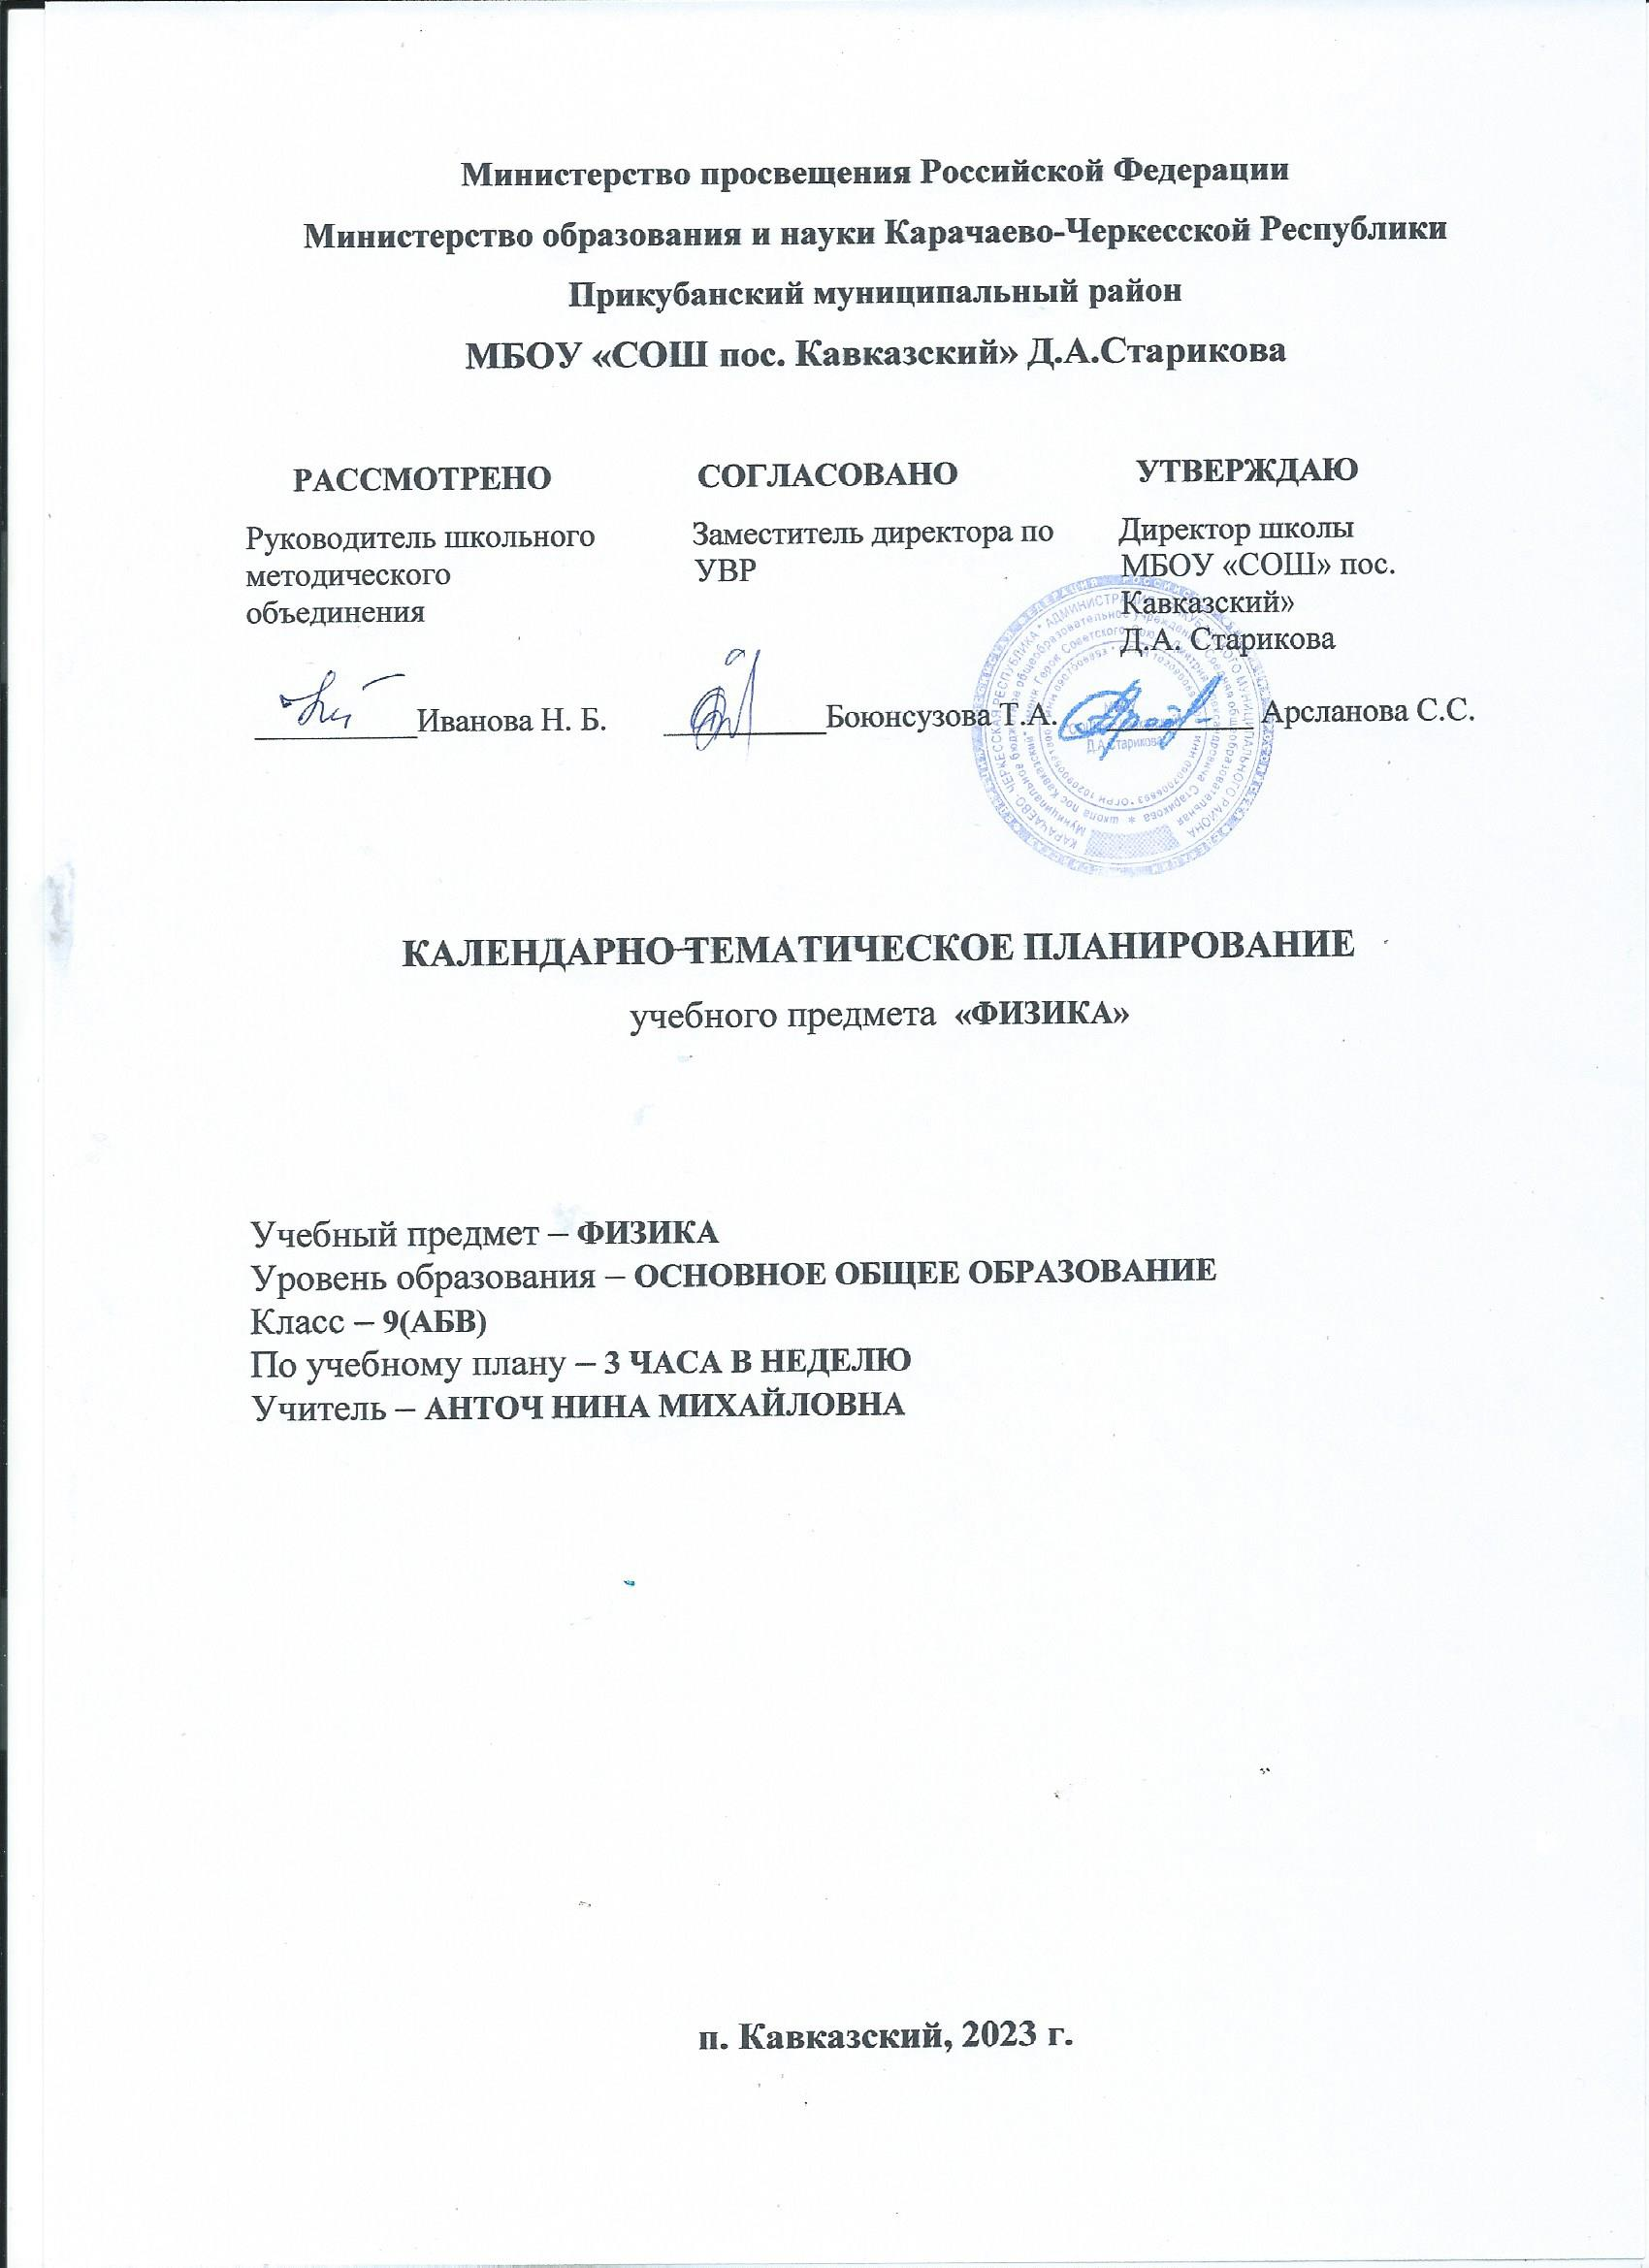 Министерство просвещения Российской Федерации
Министерство образования и науки Карачаево-Черкесской Республики
Прикубанский муниципальный район
МБОУ «СОШ пос. Кавказский» Д.А.Старикова
РАССМОТРЕНО
Руководитель школьного
методического
объединения
Иванова Н. Б.
СОГЛАСОВАНО
Заместитель директора по
УВР
Боюнсузова Т.А.
УТВЕРЖДАЮ
Директор школы
МБОУ «СОШ» пос.
Кавказский»
Д.А. Старикова
Арсланова С.С.
Д.А.Старикова
КАЛЕНДАРНО-ТЕМАТИЧЕСКОЕ ПЛАНИРОВАНИЕ
учебного предмета «ФИЗИКА»
Учебный предмет – ФИЗИКА
Уровень образования – ОСНОВНОЕ ОБЩЕЕ ОБРАЗОВАНИЕ
Класс – 9(АБВ)
По учебному плану – 3 ЧАСА В НЕДЕЛЮ
Учитель – АНТОЧ НИНА МИХАЙЛОВНА
п. Кавказский, 2023 г.